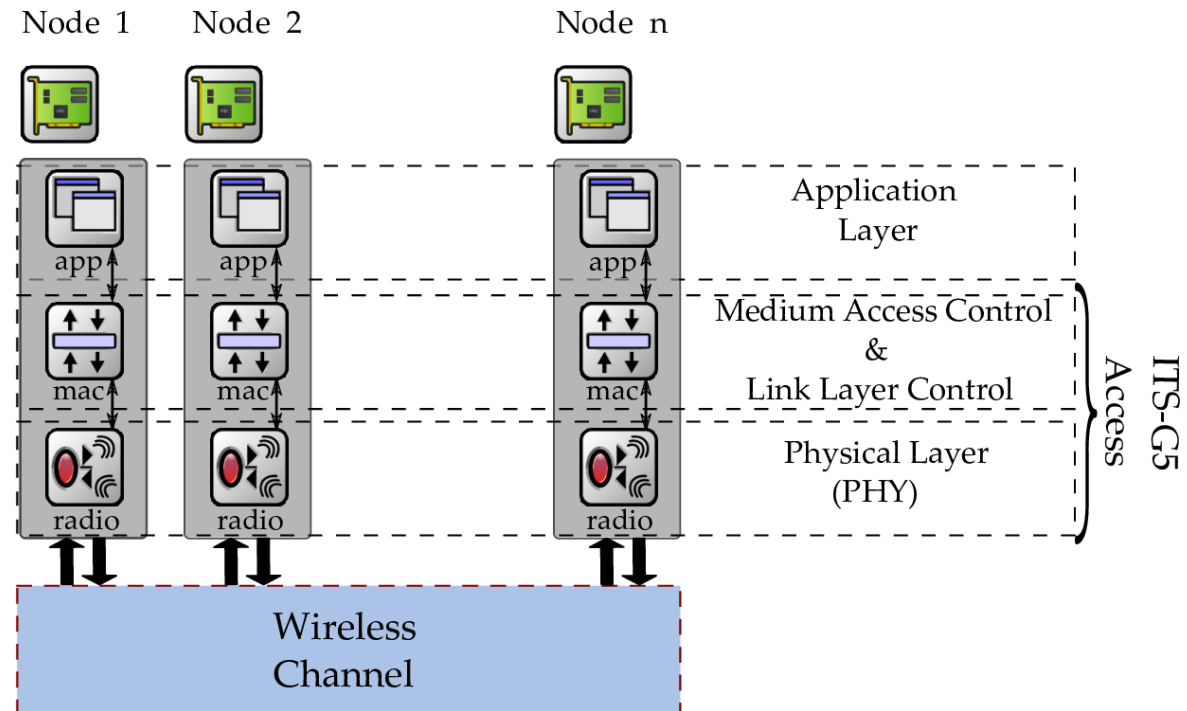 Node 1
Node 2
Node n
app
app
app
Application
Layer
mac
mac
mac
Medium Access Control
&
Link Layer Control
radio
radio
radio
Physical Layer
(PHY)
ITS-G5
Access
Wireless
Channel